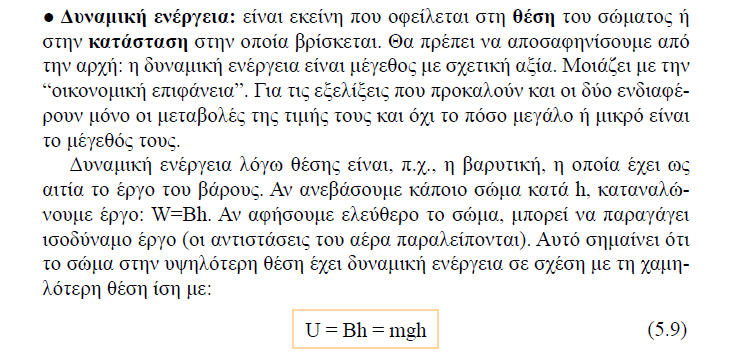 ● Δυναμική ενέργεια: είναι εκείνη που οφείλεται στη θέση του σώματος ή
στην κατάσταση στην οποία βρίσκεται. Θα πρέπει να αποσαφηνίσουμε από
την αρχή: η δυναμική ενέργεια είναι μέγεθος με σχετική αξία. Μοιάζει με την
“οικονομική επιφάνεια”. Για τις εξελίξεις που προκαλούν και οι δύο ενδιαφέ-
ρουν μόνο οι μεταβολές της τιμής τους και όχι το πόσο μεγάλο ή μικρό είναι
το μέγεθός τους.
Δυναμική ενέργεια λόγω θέσης είναι, π.χ., η βαρυτική, η οποία έχει ως
αιτία το έργο του βάρους. Αν ανεβάσουμε κάποιο σώμα κατά h, καταναλώ-
νουμε έργο: W=Bh. Αν αφήσουμε ελεύθερο το σώμα, μπορεί να παραγάγει
ισοδύναμο έργο (οι αντιστάσεις του αέρα παραλείπονται). Αυτό σημαίνει ότι
το σώμα στην υψηλότερη θέση έχει δυναμική ενέργεια σε σχέση με τη χαμη-
λότερη θέση ίση με:
U = Bh = mgh (5.9)